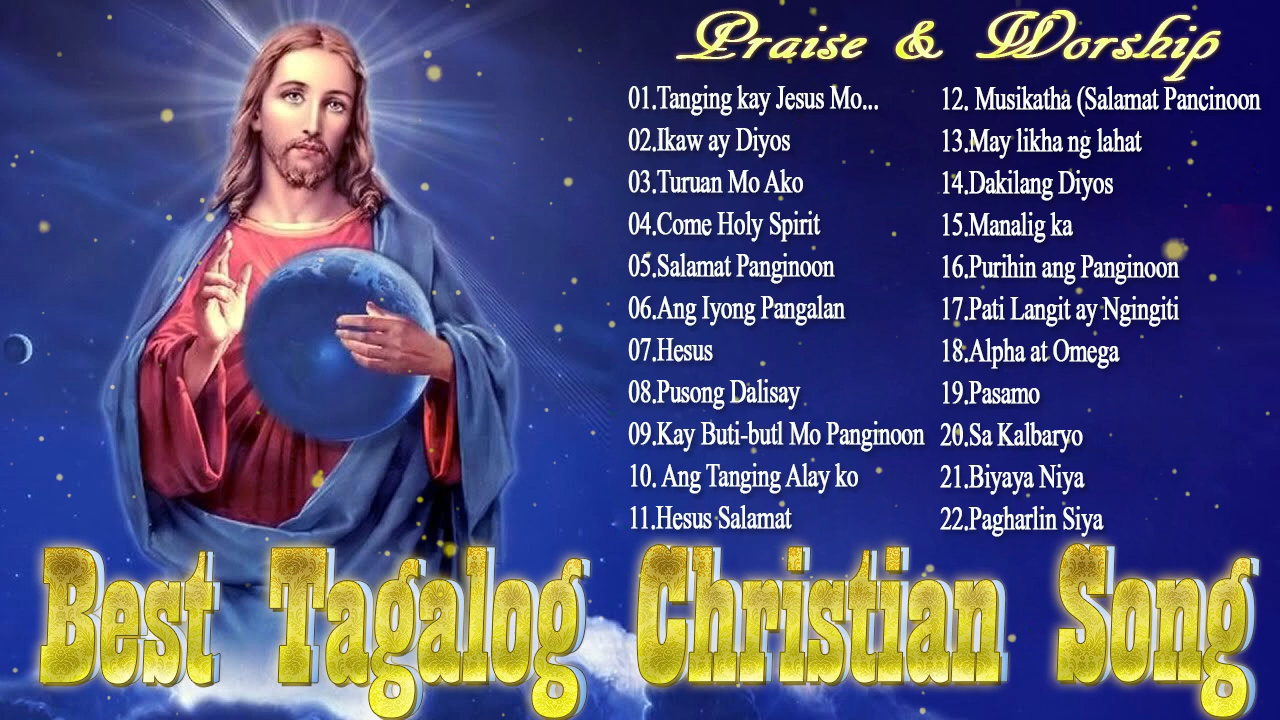 Praise & Worship
01.Tanging kay Jesus Mo...
02.Ikaw ay Diyos
03.Turuan Mo Ako
04.Come Holy Spirit
05.Salamat Panginoon
06.Ang Iyong Pangalan
07.Hesus
08.Pusong Dalisay
09.Kay Buti-butl Mo Panginoon
10. Ang Tanging Alay ko
11.Hesus Salamat
12. Musikatha (Salamat Pancinoon
13.May likha ng lahat
14.Dakilang Diyos
15.Manalig ka
16.Purihin ang Panginoon
17.Pati Langit ay Ngingiti
18.Alpha at Omega
19.Pasamo
20.Sa Kalbaryo
21.Biyaya Niya
22.Pagharlin Siya
Best Tagalog Christian Song